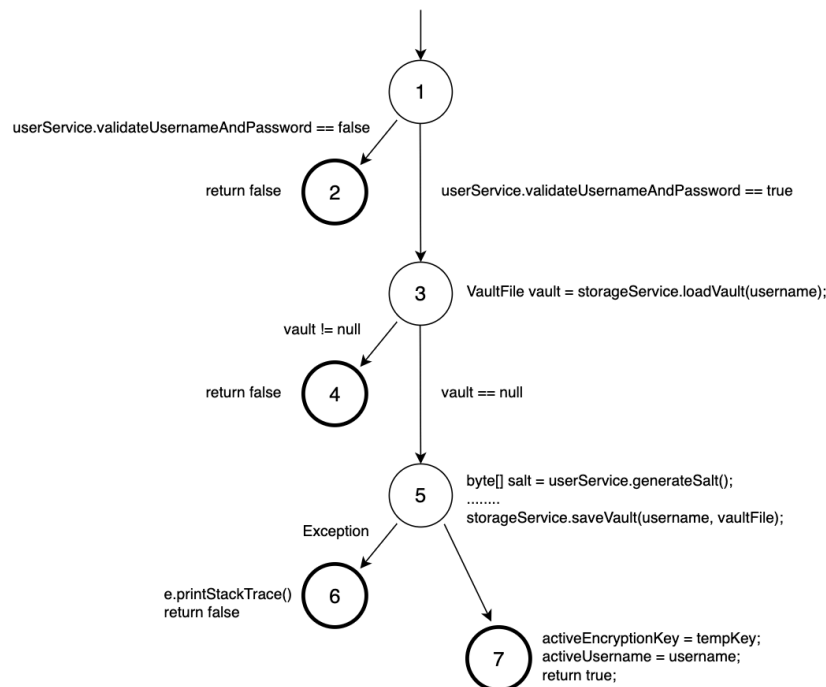 1
userService.validateUsernameAndPassword == false
return false
2
userService.validateUsernameAndPassword == true
3
VaultFile vault = storageService.loadVault(username);
vault != null
return false
4
vault == null
5
byte[] salt = userService.generateSalt();
........
storageService.saveVault(username, vaultFile);
Exception
e.printStackTrace()
return false
6
7
activeEncryptionKey = tempKey;
activeUsername = username;
return true;